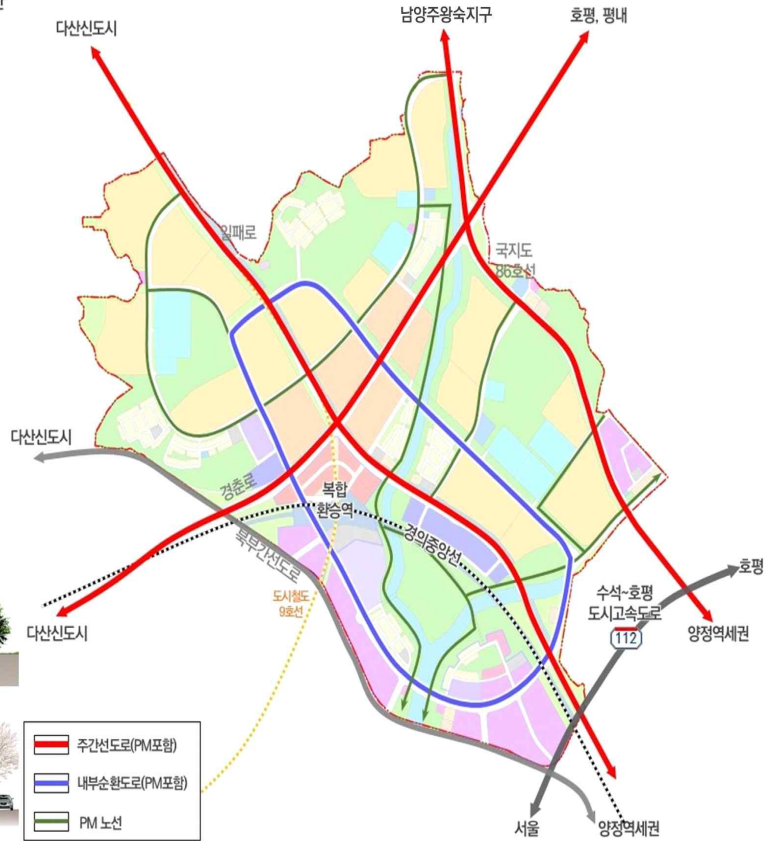 다산신도시
남양주왕숙지구
호평, 평내
일패로
국지도
86호선
다산신도시
경춘로
복합
환승역
경의중앙선
북부간선도로
도시철도
9호선
호평
수석~호평
도시고속도로
112
다산신도시
양정역세권
주간선도로(PM포함)
내부순환도로(PM포함)
PM 노선
서울
양정역세권